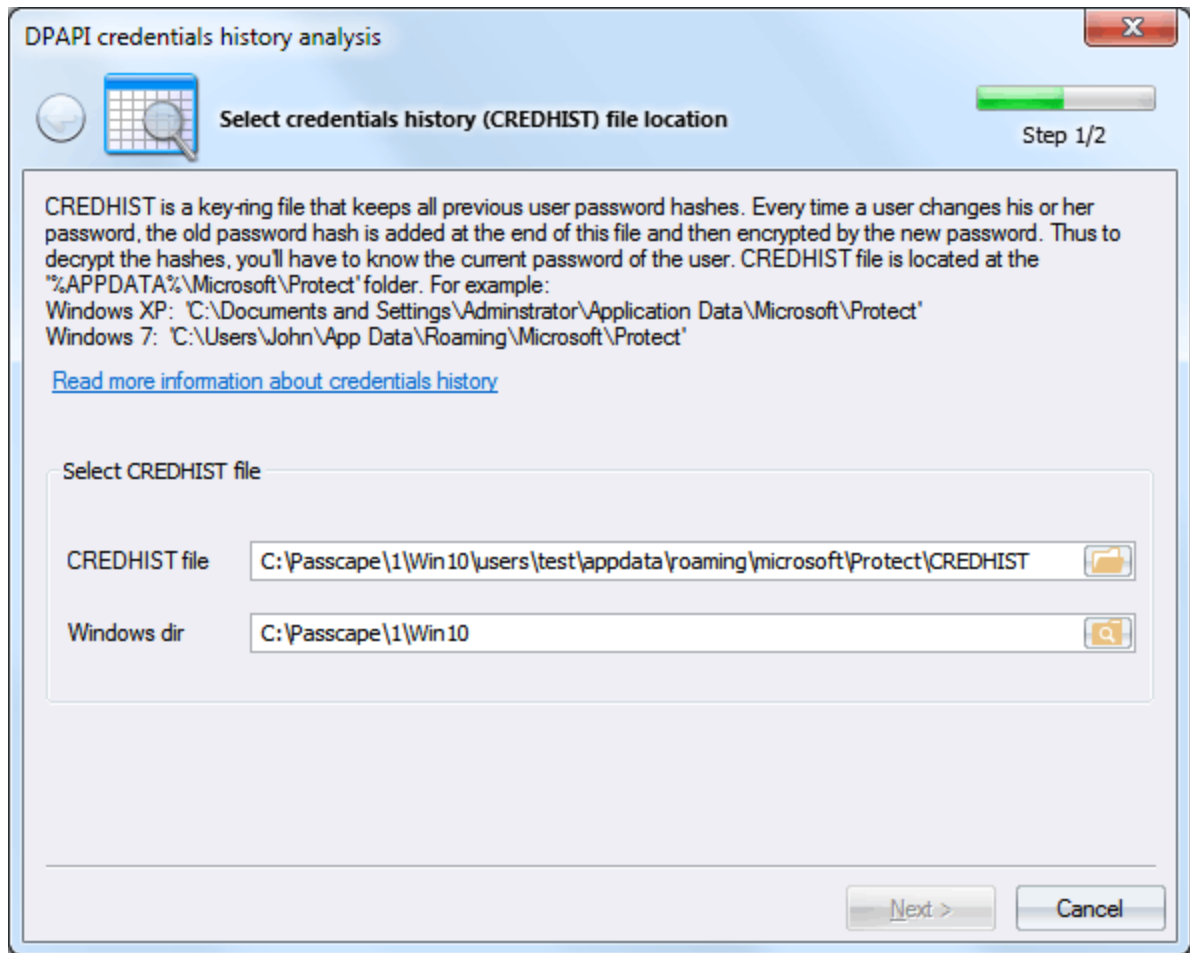 DPAPI credentials history analysis
Select credentials history (CREDHIST) file location
Step 1/2
CREDHIST is a key-ring file that keeps all previous user password hashes. Every time a user changes his or her
password, the old password hash is added at the end of this file and then encrypted by the new password. Thus to
decrypt the hashes, you'll have to know the current password of the user. CREDHIST file is located at the
"%APPDATA%\Microsoft\Protect" folder. For example:
Windows XP: 'C:\Documents and Settings\Adminstrator\Application Data\Microsoft\Protect'
Windows 7: 'C:\Users\John\App Data\Roaming\Microsoft\Protect'
Read more information about credentials history
Select CREDHIST file
CREDHIST file C:\Passcape\1\Win10\users\test\appdata\roaming\microsoft\Protect\CREDHIST
Windows dir C:\Passcape\1\Win10
Next > Cancel